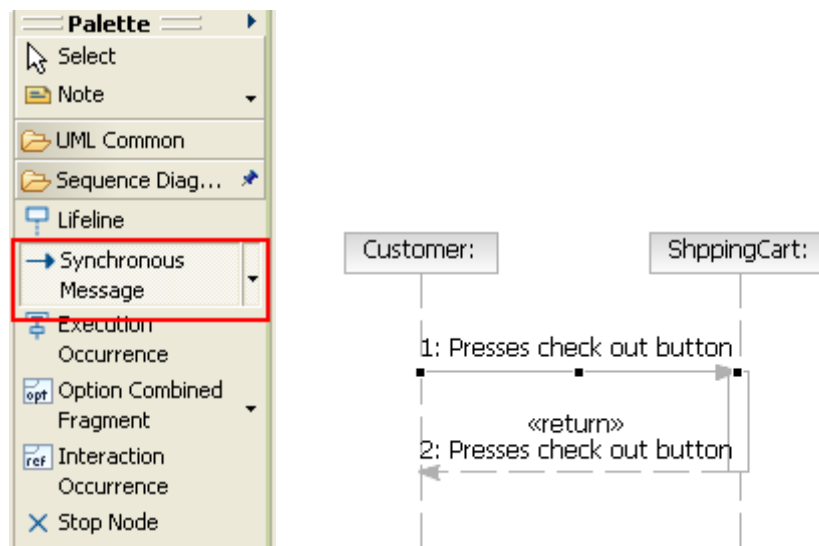 Palette
Select
Note
UML Common
Sequence Diag...
Lifeline
Synchronous
Message
Execution
Occurrence
opt Option Combined
Fragment
ref Interaction
Occurrence
Stop Node
Customer:
ShppingCart:
1: Presses check out button
«return»
2: Presses check out button